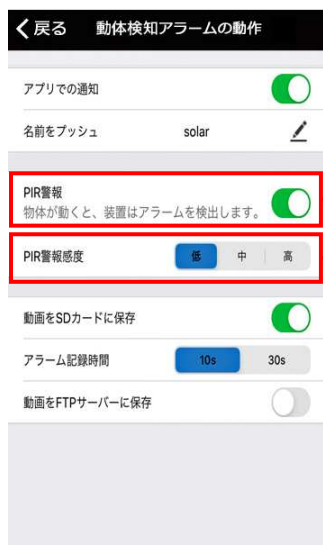 戻る 動体検知アラームの動作
アプリでの通知
名前をプッシュ solar
PIR警報
物体が動くと、装置はアラームを検出します。
PIR警報感度 低 中 高
動画をSDカードに保存
アラーム記録時間 10s 30s
動画をFTPサーバーに保存